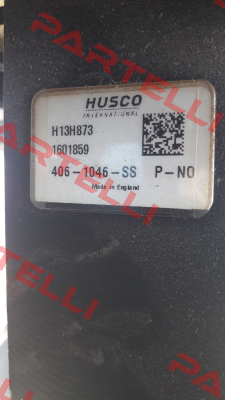 HUSCO
INTERNATIONAL
H13H873
1601859
406-1046-SS P-NO
Made in England
PARTELLI
PARTELLI
PARTELLI